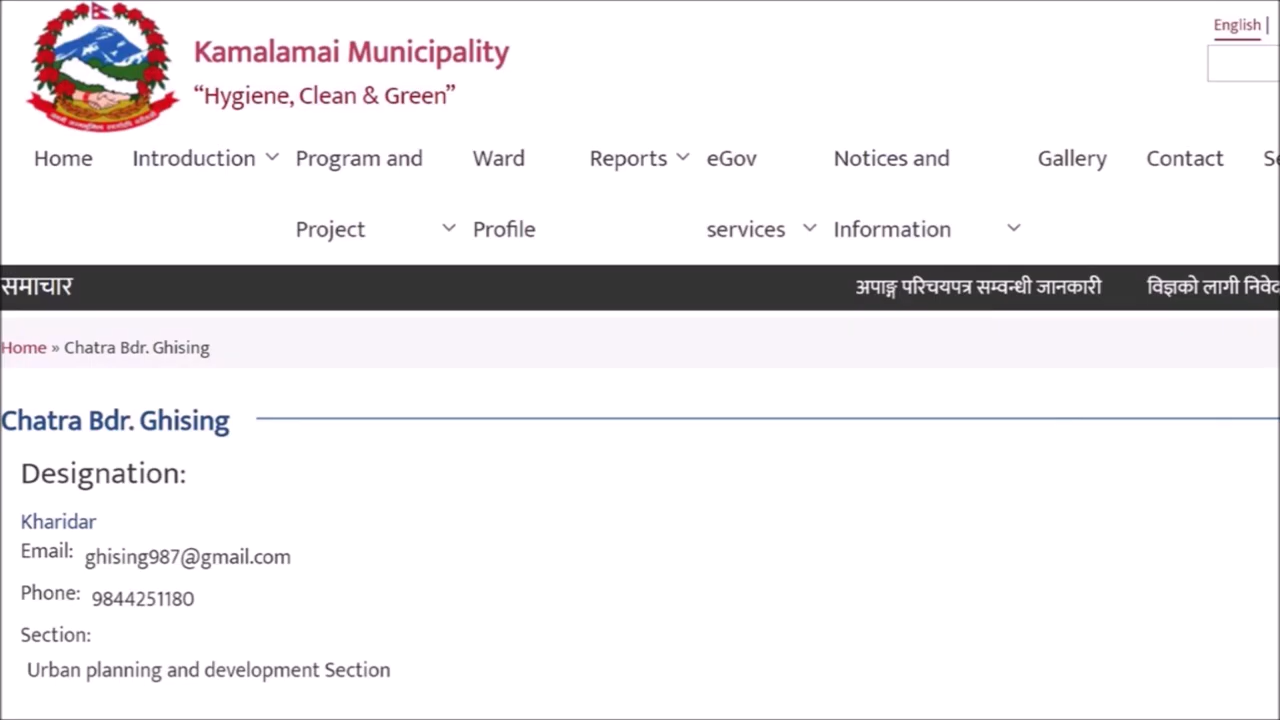 English |
Kamalamai Municipality
“Hygiene, Clean & Green”
Home Introduction Program and Project Ward Profile Reports eGov services Notices and Information Gallery Contact
समाचार अपाङ्ग परिचयपत्र सम्वन्धी जानकारी विज्ञको लागी
Home » Chatra Bdr. Ghising
Chatra Bdr. Ghising
Designation:
Kharidar
Email: ghising987@gmail.com
Phone: 9844251180
Section:
Urban planning and development Section